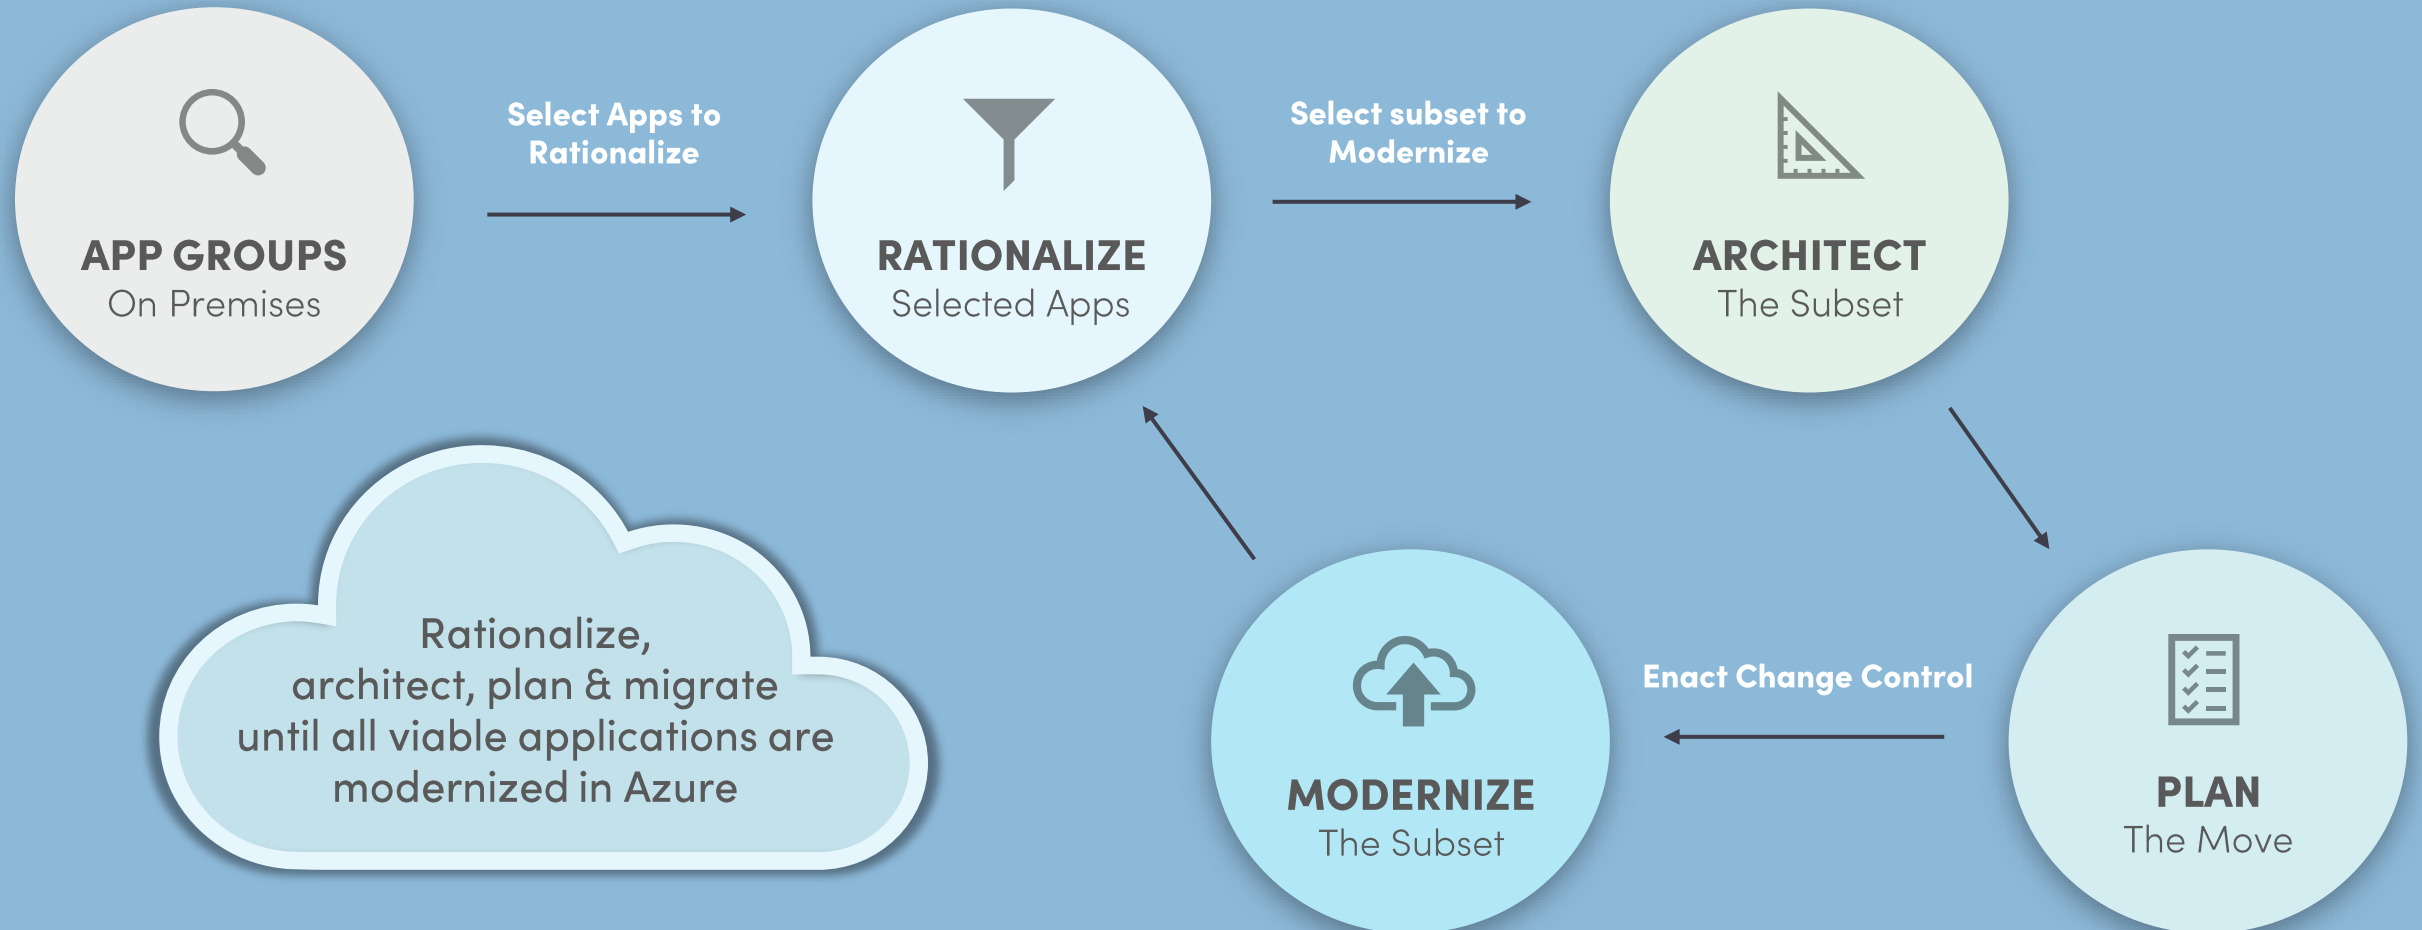 Select Apps to
Rationalize
Select subset to
Modernize
APP GROUPS
On Premises
RATIONALIZE
Selected Apps
ARCHITECT
The Subset
Rationalize,
architect, plan & migrate
until all viable applications are
modernized in Azure
Enact Change Control
MODERNIZE
The Subset
PLAN
The Move